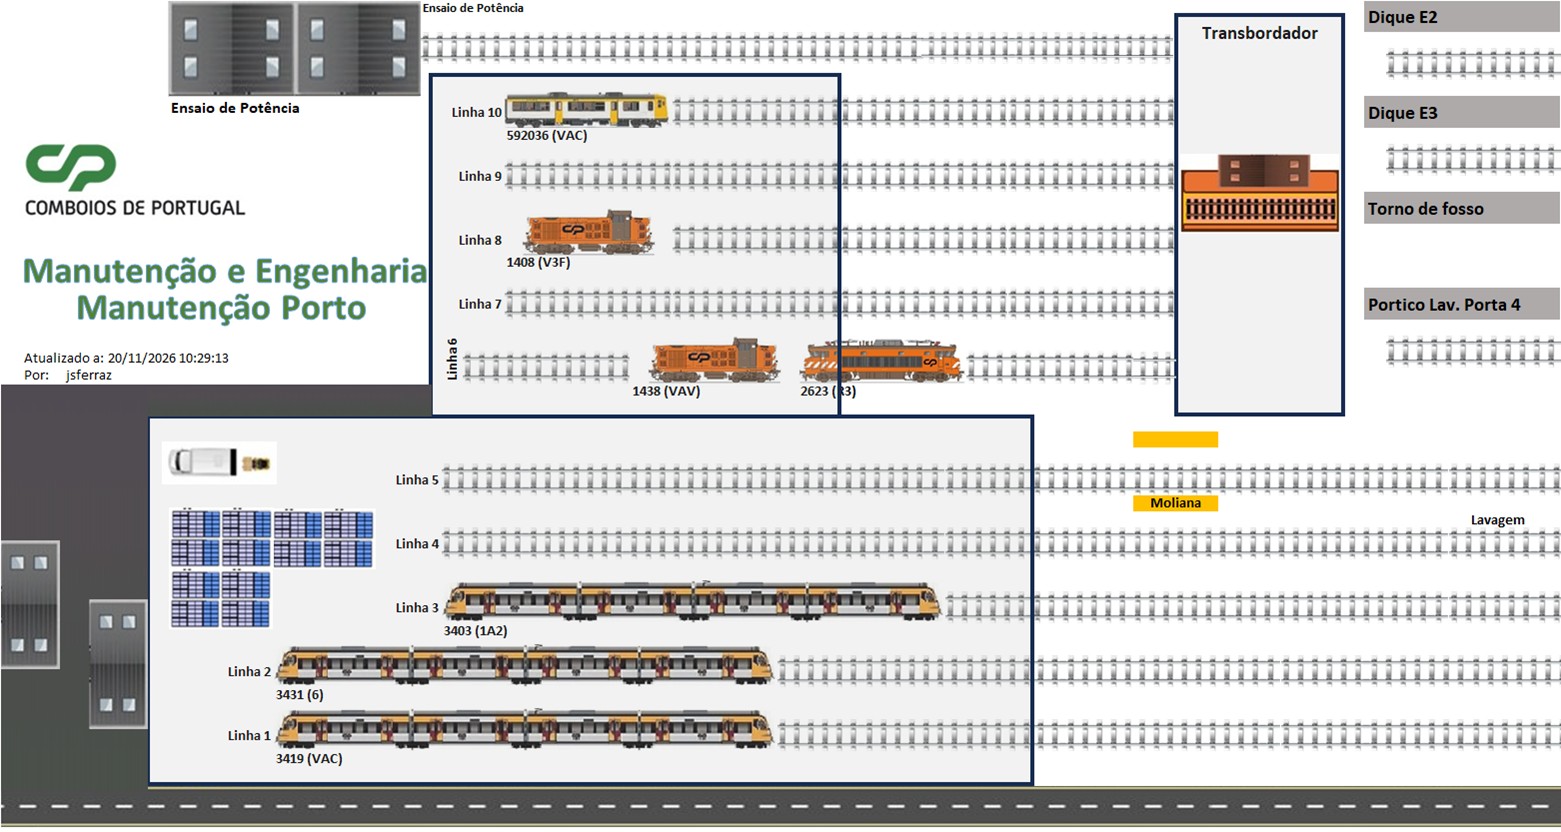 Ensaio de Potência
Ensaio de Potência
Transbordador
Dique E2
Dique E3
Torno de fosso
Portico Lav. Porta 4
CP
COMBOIOS DE PORTUGAL
Manutenção e Engenharia
Manutenção Porto
Atualizado a: 20/11/2026 10:29:13
Por: jsferraz
Linha 10
592036 (VAC)
Linha 9
Linha 8
1408 (V3F)
Linha 7
Linha 6
1438 (VAV)
2623 (R3)
Linha 5
Moliana
Lavagem
Linha 4
Linha 3
3403 (1A2)
Linha 2
3431 (6)
Linha 1
3419 (VAC)